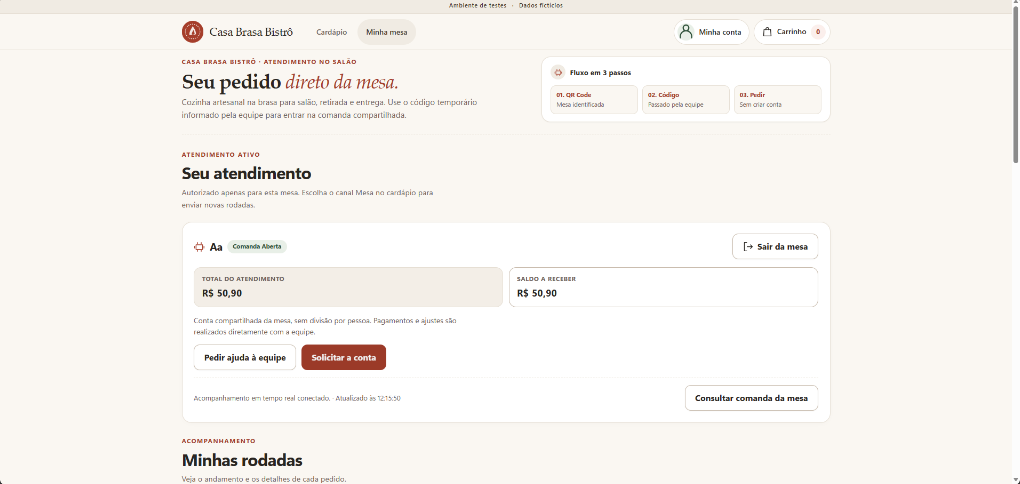 Ambiente de testes · Dados fictícios
Casa Brasa Bistrô
Cardápio
Minha mesa
Minha conta
Carrinho
0
CASA BRASA BISTRÔ · ATENDIMENTO NO SALÃO
Seu pedido direto da mesa.
Cozinha artesanal na brasa para salão, retirada e entrega. Use o código temporário
informado pela equipe para entrar na comanda compartilhada.
Fluxo em 3 passos
01. QR Code
Mesa identificada
02. Código
Passado pela equipe
03. Pedir
Sem criar conta
ATENDIMENTO ATIVO
Seu atendimento
Autorizado apenas para esta mesa. Escolha o canal Mesa no cardápio para
enviar novas rodadas.
Aa
Comanda Aberta
Sair da mesa
TOTAL DO ATENDIMENTO
R$ 50,90
SALDO A RECEBER
R$ 50,90
Conta compartilhada da mesa, sem divisão por pessoa. Pagamentos e ajustes são
realizados diretamente com a equipe.
Pedir ajuda à equipe
Solicitar a conta
Acompanhamento em tempo real conectado. · Atualizado às 12:15:50
Consultar comanda da mesa
ACOMPANHAMENTO
Minhas rodadas
Veja o andamento e os detalhes de cada pedido.